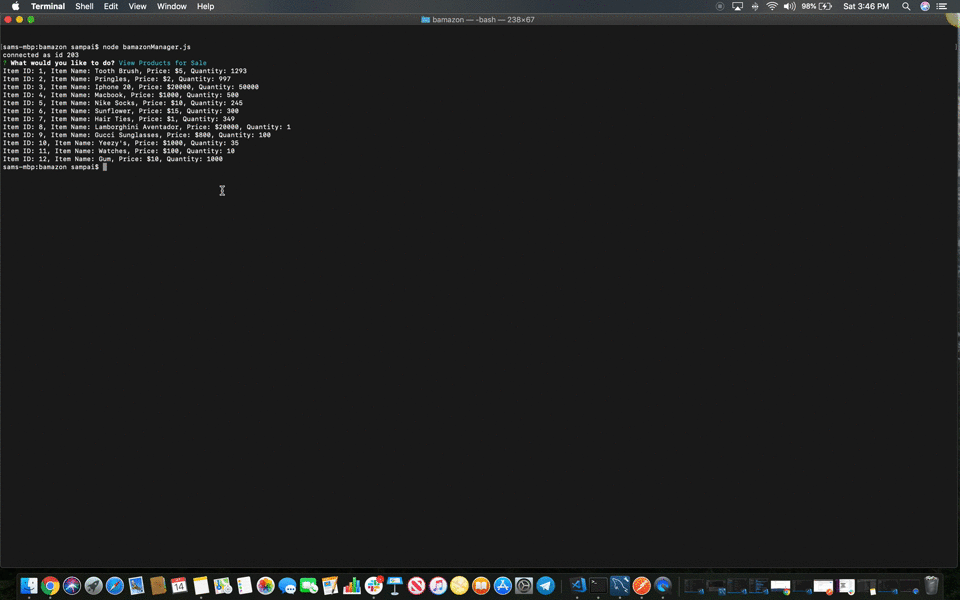 Terminal Shell Edit View Window Help 98% Sat 3:46 PM
bamazon — -bash — 238×67
sams-mbp:bamazon sampai$ node bamazonManager.js
connected as id 203
? What would you like to do? View Products for Sale
Item ID: 1, Item Name: Tooth Brush, Price: $5, Quantity: 1293
Item ID: 2, Item Name: Pringles, Price: $2, Quantity: 997
Item ID: 3, Item Name: Iphone 20, Price: $20000, Quantity: 50000
Item ID: 4, Item Name: Macbook, Price: $1000, Quantity: 500
Item ID: 5, Item Name: Nike Socks, Price: $10, Quantity: 245
Item ID: 6, Item Name: Sunflower, Price: $15, Quantity: 300
Item ID: 7, Item Name: Hair Ties, Price: $1, Quantity: 349
Item ID: 8, Item Name: Lamborghini Aventador, Price: $20000, Quantity: 1
Item ID: 9, Item Name: Gucci Sunglasses, Price: $800, Quantity: 100
Item ID: 10, Item Name: Yeezy's, Price: $1000, Quantity: 35
Item ID: 11, Item Name: Watches, Price: $100, Quantity: 10
Item ID: 12, Item Name: Gum, Price: $10, Quantity: 1000
sams-mbp:bamazon sampai$
14